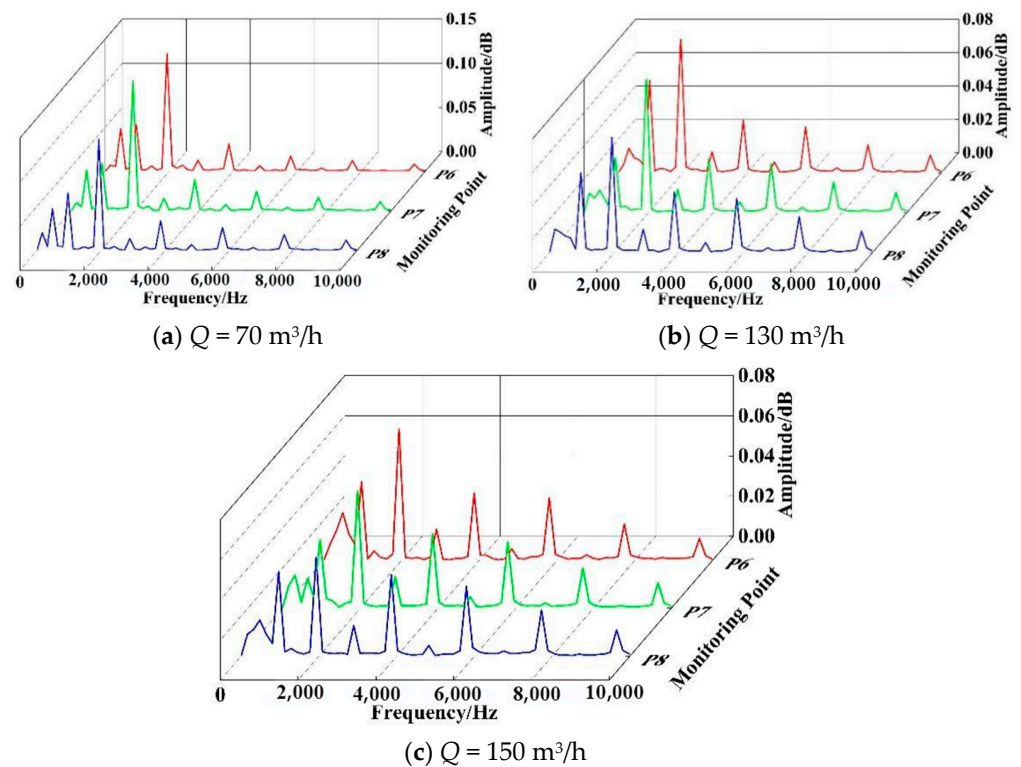 0.15
0.10
0.05
0.00
Amplitude/dB
P6
P7
P8
Monitoring Point
0
2,000
4,000
6,000
8,000
10,000
Frequency/Hz
(a) Q = 70 m³/h
0.08
0.06
0.04
0.02
0.00
Amplitude/dB
P6
P7
P8
Monitoring Point
0
2,000
4,000
6,000
8,000
10,000
Frequency/Hz
(b) Q = 130 m³/h
0.08
0.06
0.04
0.02
0.00
Amplitude/dB
P6
P7
P8
Monitoring Point
0
2,000
4,000
6,000
8,000
10,000
Frequency/Hz
(c) Q = 150 m³/h